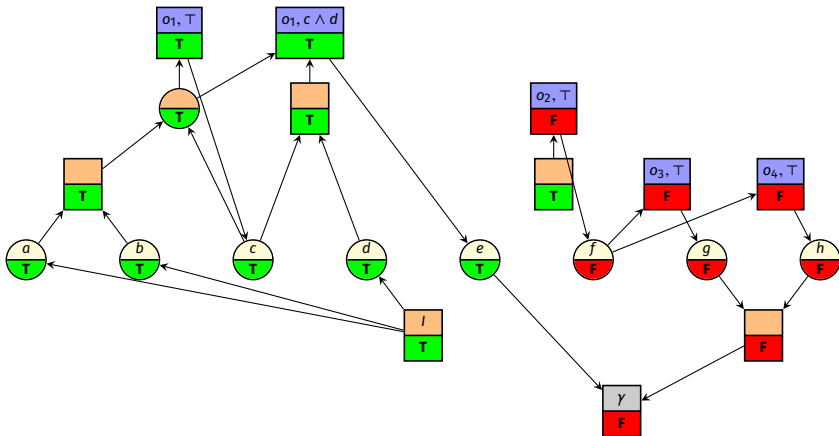 o₁, ⊤
T
o₁, c ∧ d
T
T
T
o₂, ⊤
F
T
T
o₃, ⊤
F
o₄, ⊤
F
a
T
b
T
c
T
d
T
e
T
f
F
g
F
h
F
I
T
F
γ
F